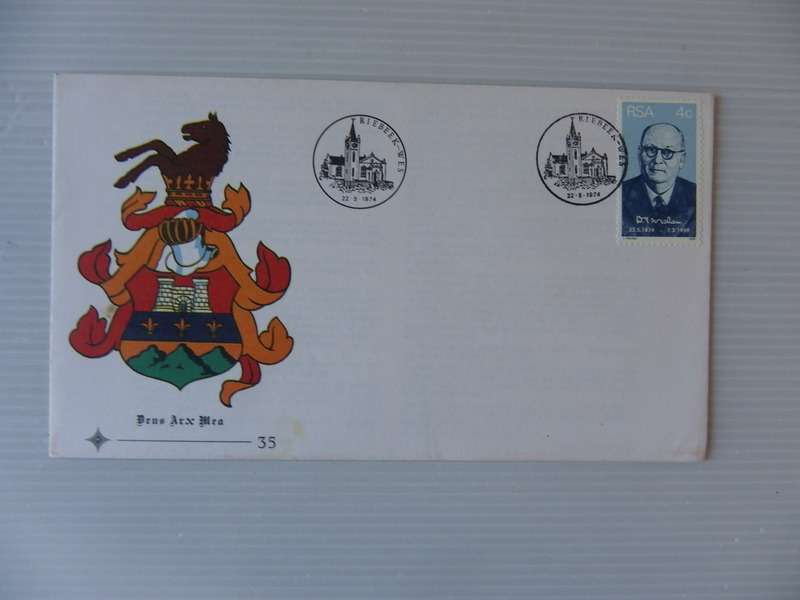 RIEBEEK-WES
22·5·1974
RIEBEEK-WES
22·5·1974
RSA 4c
22.5.1874 - 7.2.1959
Deus Arx Mea
35